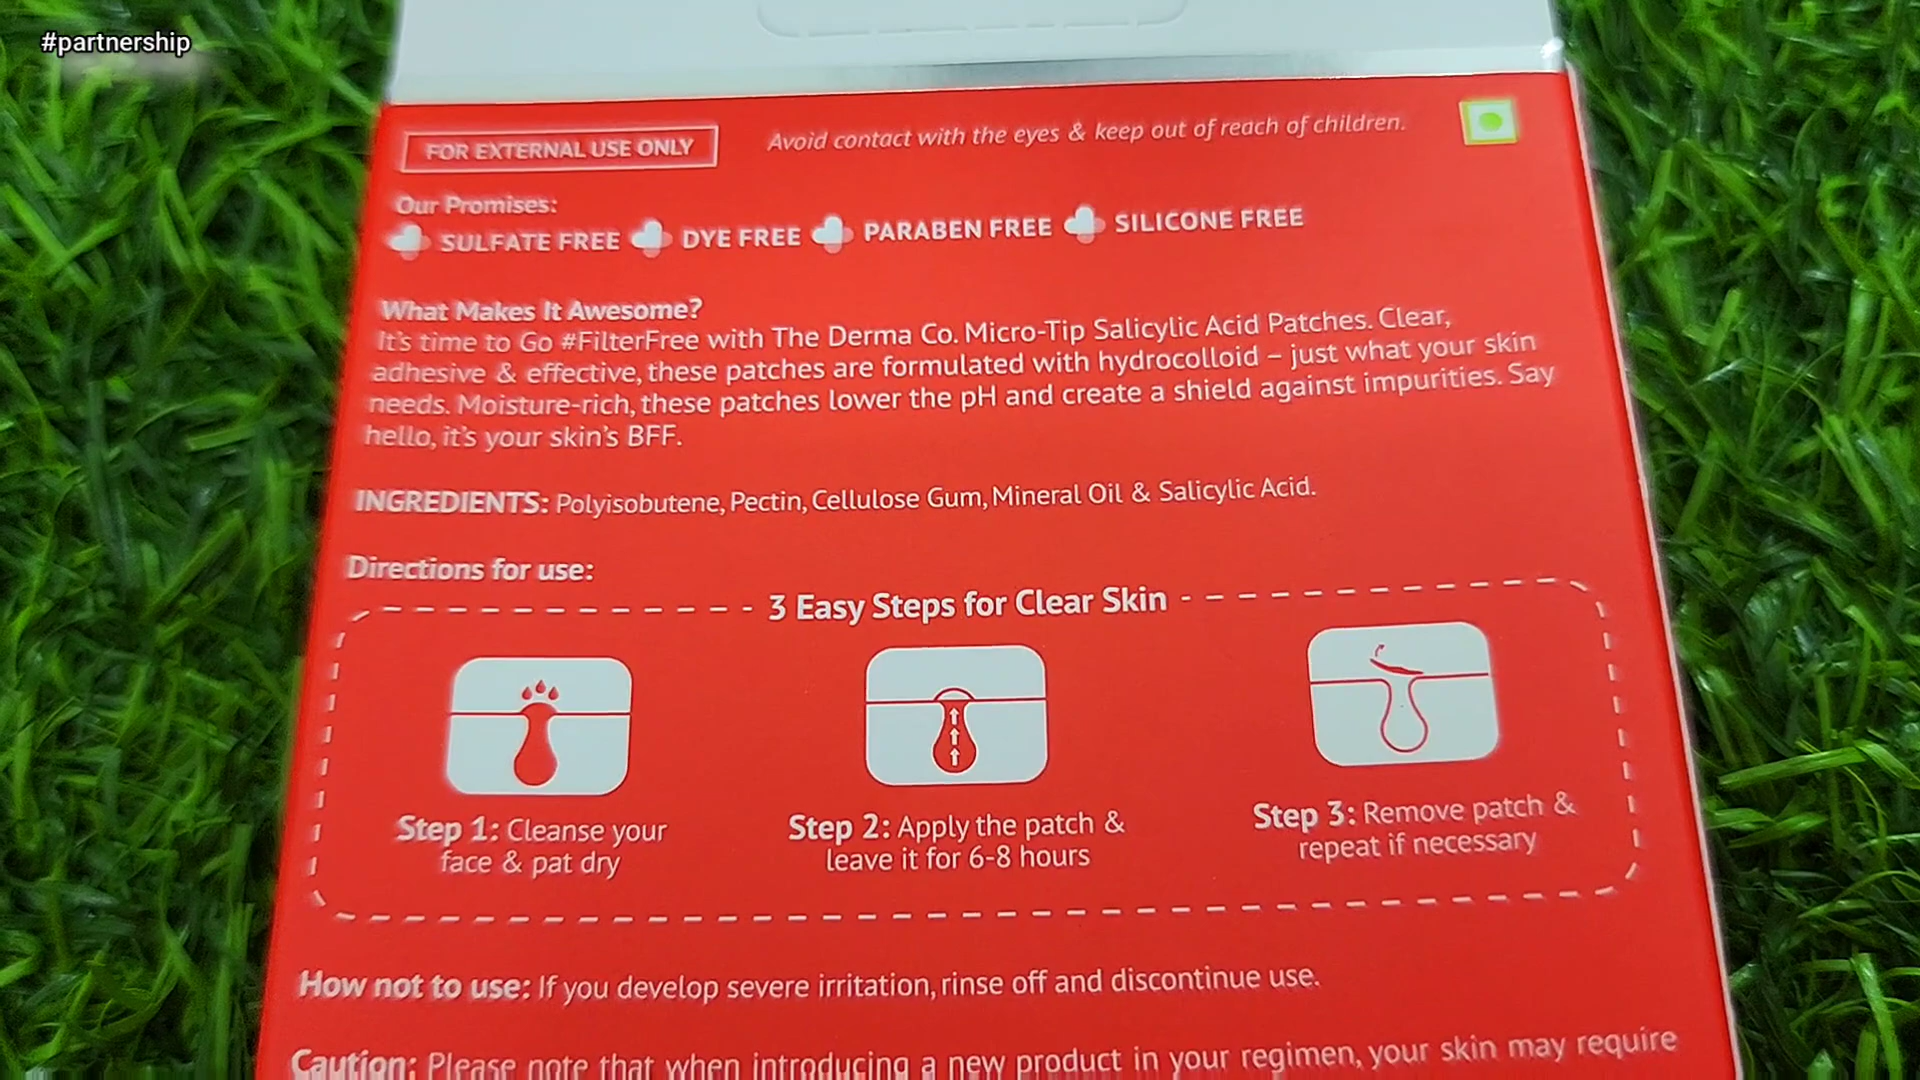 #partnership
FOR EXTERNAL USE ONLY
Avoid contact with the eyes & keep out of reach of children.
Our Promises:
SULFATE FREE DYE FREE PARABEN FREE SILICONE FREE
What Makes It Awesome?
It's time to Go #FilterFree with The Derma Co. Micro-Tip Salicylic Acid Patches. Clear,
adhesive & effective, these patches are formulated with hydrocolloid – just what your skin
needs. Moisture-rich, these patches lower the pH and create a shield against impurities. Say
hello, it's your skin's BFF.
INGREDIENTS: Polyisobutene, Pectin, Cellulose Gum, Mineral Oil & Salicylic Acid.
Directions for use:
3 Easy Steps for Clear Skin
Step 1: Cleanse your
face & pat dry
Step 2: Apply the patch &
leave it for 6-8 hours
Step 3: Remove patch &
repeat if necessary
How not to use: If you develop severe irritation, rinse off and discontinue use.
Caution: Please note that when introducing a new product in your regimen, your skin may require